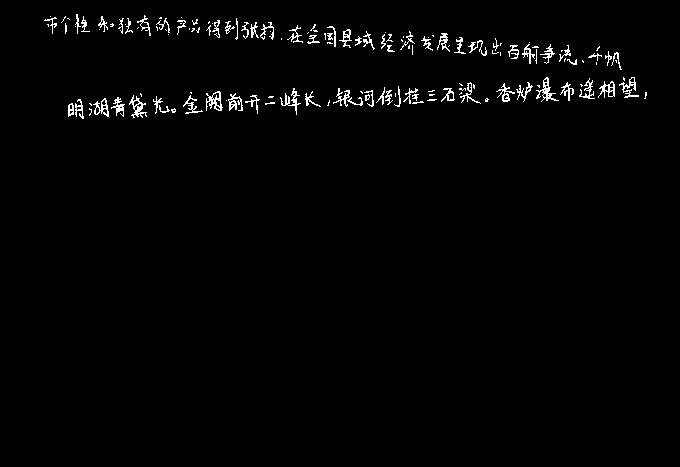 市个性和独有的产品得到张扬.在全国县域经济发展呈现出百舸争流、千帆
明湖青黛光。金阙前开二峰长,银河倒挂三石梁。香炉瀑布遥相望,